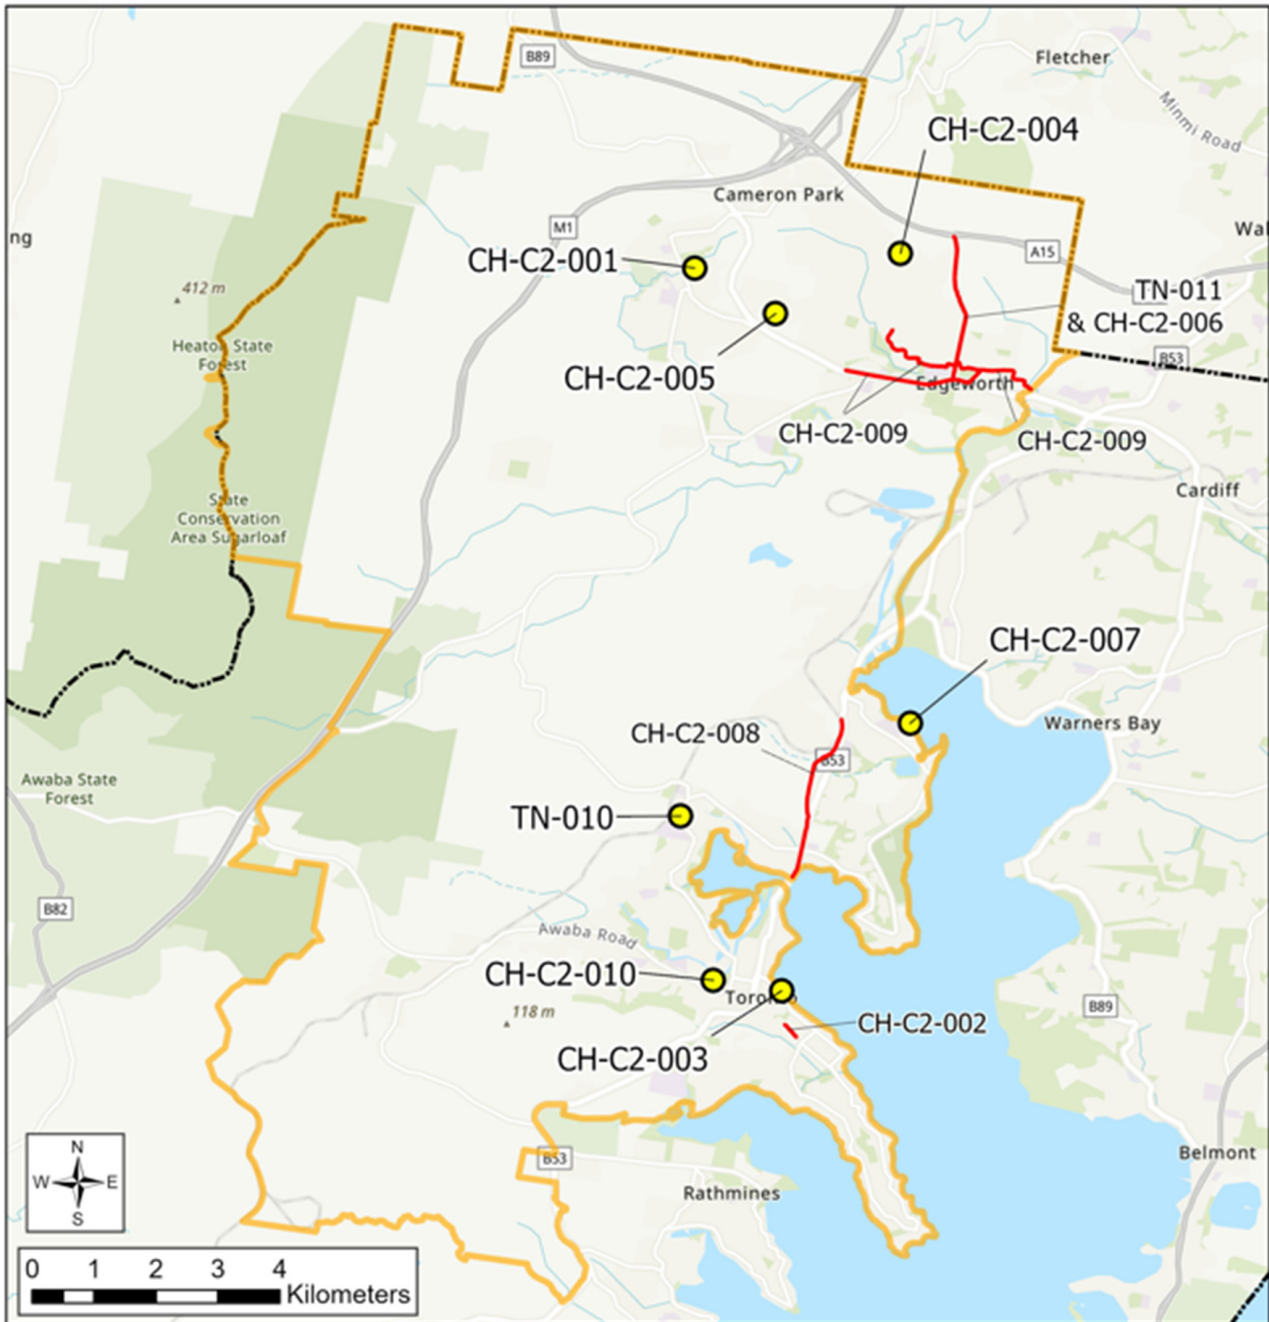 Fletcher
B89
Minmi Road
CH-C2-004
Cameron Park
M1
ng
Wal
CH-C2-001
A15
412 m
TN-011
& CH-C2-006
Heaton State
Forest
B53
CH-C2-005
Edgeworth
CH-C2-009
CH-C2-009
Cardiff
State
Conservation
Area Sugarloaf
CH-C2-007
Warners Bay
CH-C2-008
B53
Awaba State
Forest
TN-010
B82
Awaba Road
CH-C2-010
Toronto
118 m
B89
CH-C2-002
CH-C2-003
N
W E
S
B53
Belmont
Rathmines
0 1 2 3 4
Kilometers